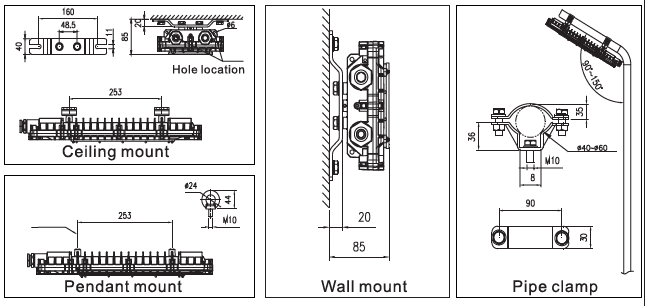 160
48.5
11
40
20
85
ø6
Hole location
253
Ceiling mount
ø24
44
M10
253
Pendant mount
20
85
Wall mount
90°~150°
35
36
ø40-ø60
M10
8
90
30
Pipe clamp